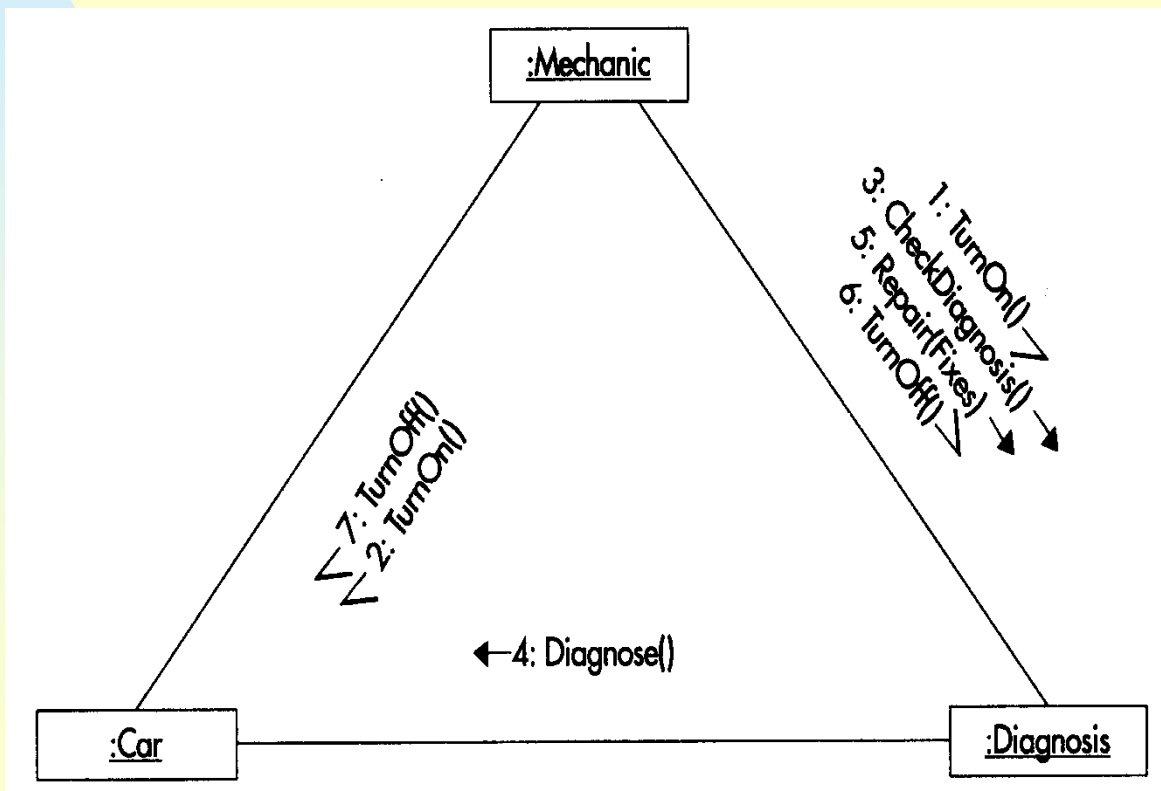 :Mechanic
1: TurnOn()
3: CheckDiagnosis()
5: Repair(Fixes)
6: TurnOff()
7: TurnOff()
2: TurnOn()
4: Diagnose()
:Car
:Diagnosis